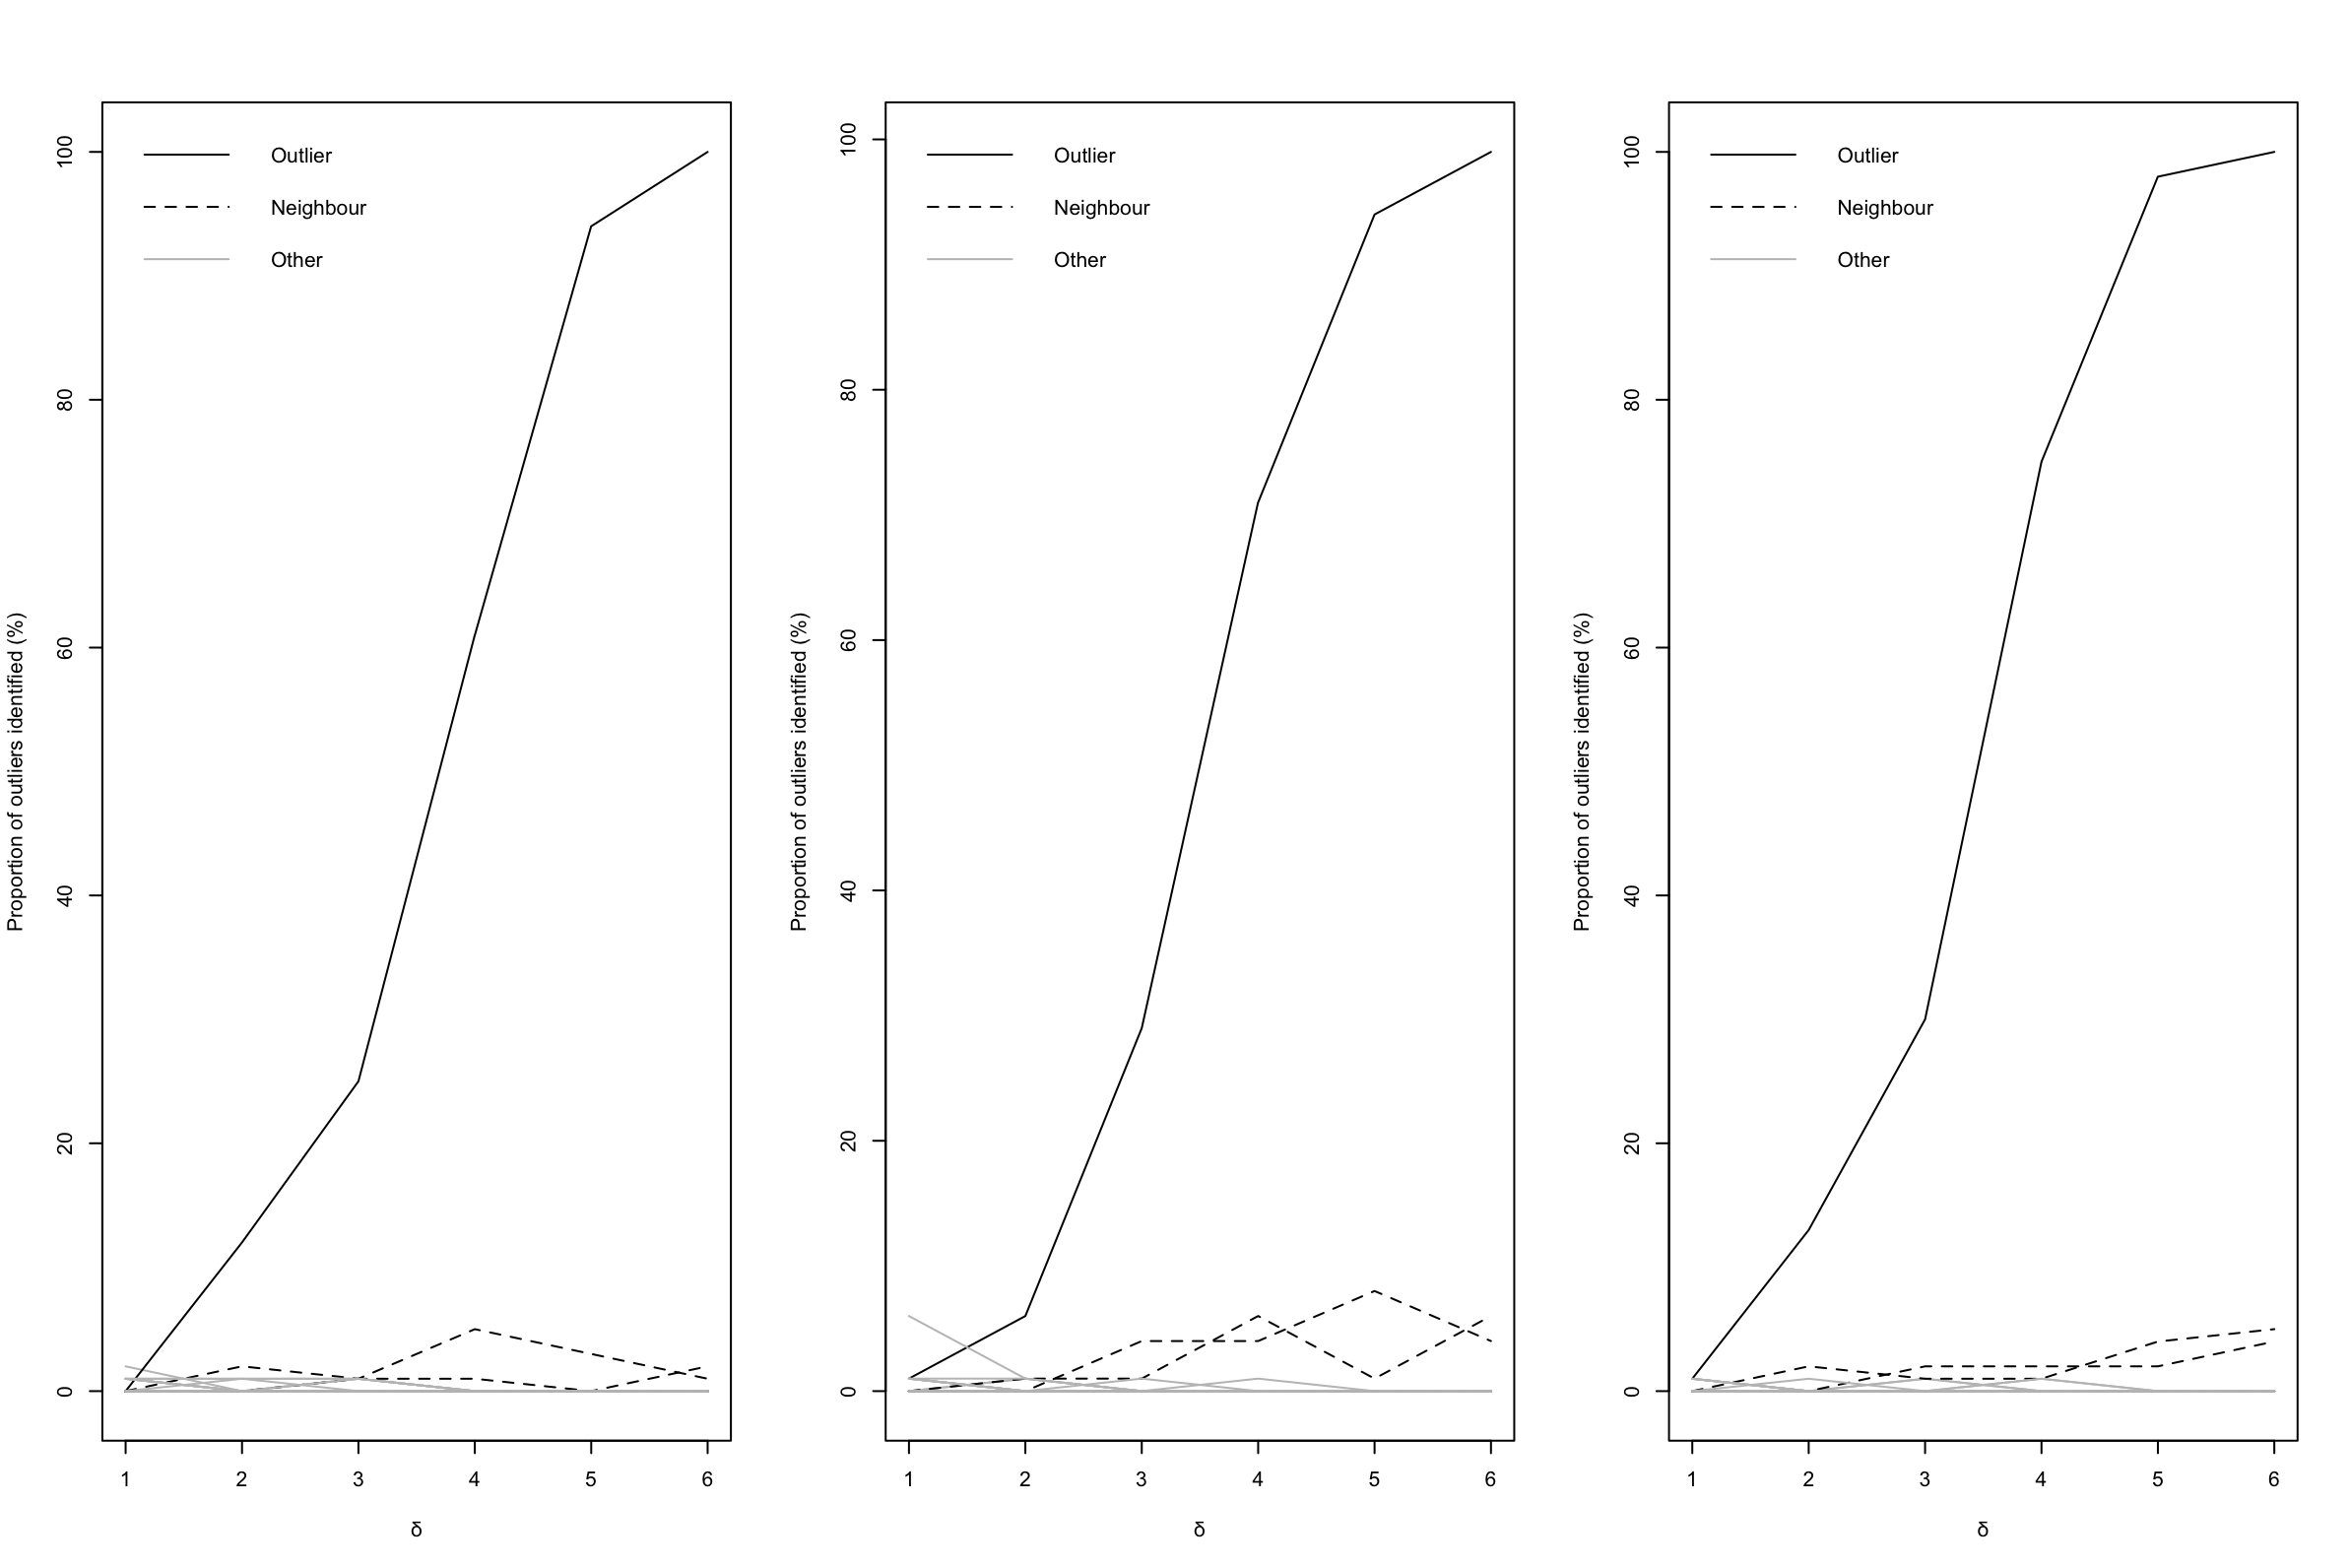 Outlier
Neighbour
Other
100
80
60
40
20
0
Proportion of outliers identified (%)
1 2 3 4 5 6
δ
Outlier
Neighbour
Other
100
80
60
40
20
0
Proportion of outliers identified (%)
1 2 3 4 5 6
δ
Outlier
Neighbour
Other
100
80
60
40
20
0
Proportion of outliers identified (%)
1 2 3 4 5 6
δ